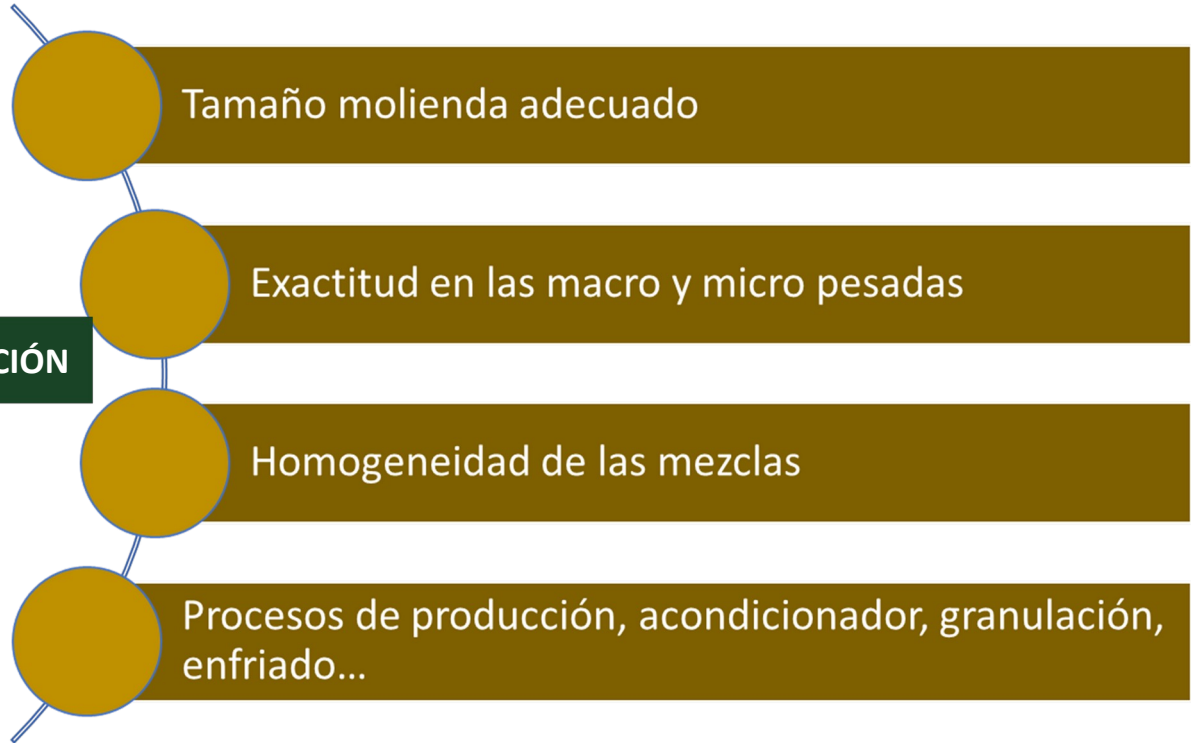 Tamaño molienda adecuado
Exactitud en las macro y micro pesadas
CIÓN
Homogeneidad de las mezclas
Procesos de producción, acondicionador, granulación,
enfriado...